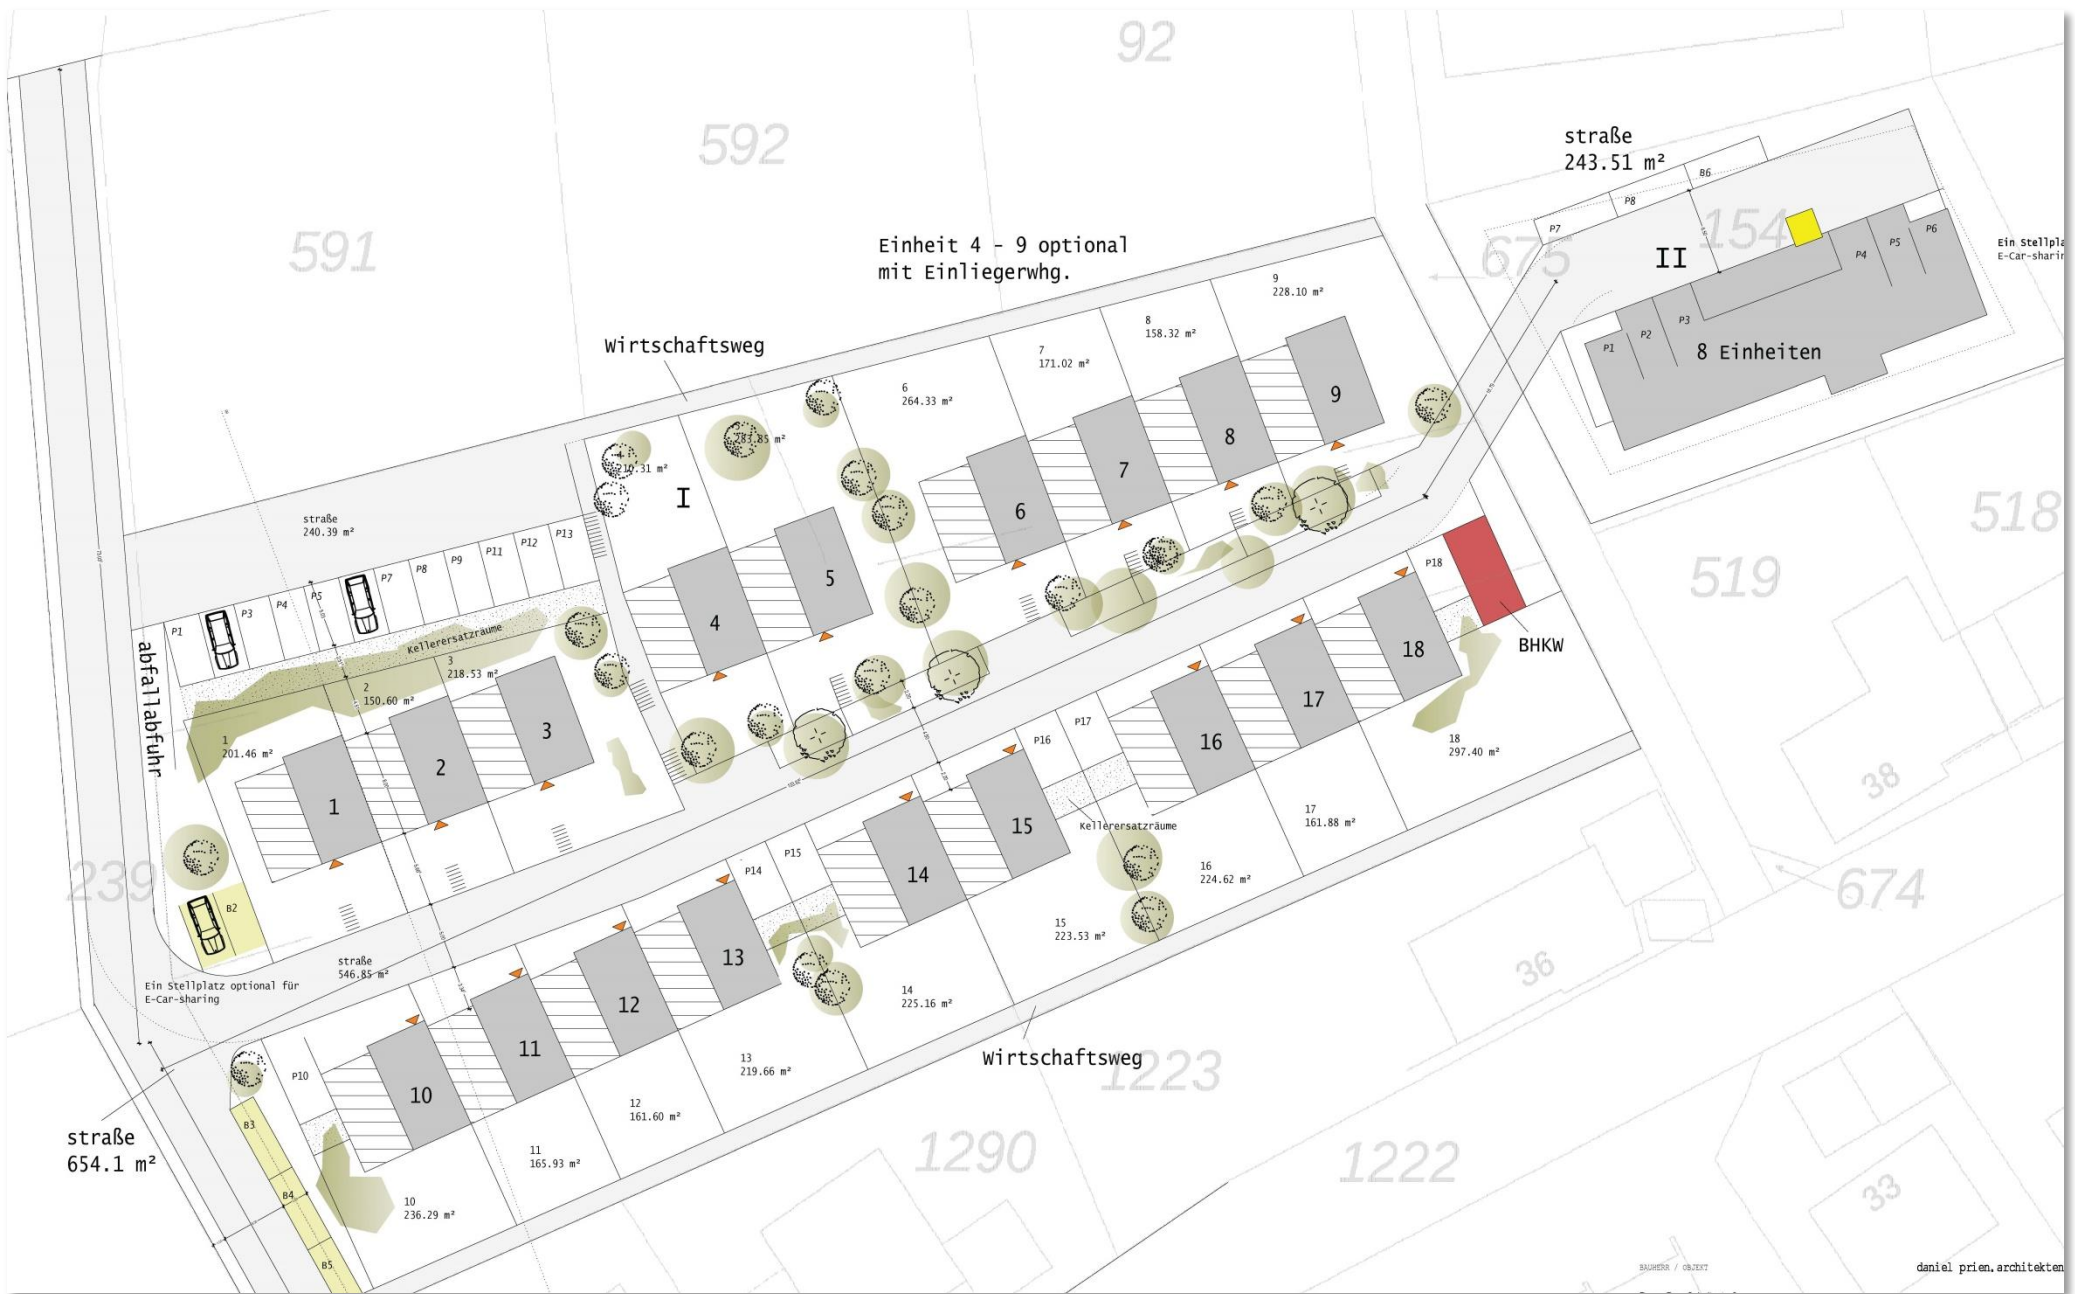 92
592
591
straße
243.51 m²
B6
P8
P7
154
675
II
P6
P5
P4
P3
P2
P1
8 Einheiten
Ein Stellpla
E-Car-sharin
Einheit 4 - 9 optional
mit Einliegerwhg.
Wirtschaftsweg
9
228.10 m²
8
158.32 m²
7
171.02 m²
6
264.33 m²
I
9
8
7
6
5
4
straße
240.39 m²
P13
P12
P11
P9
P8
P7
P5
P4
P3
P1
Kellerersatzräume
abfallabfuhr
3
218.53 m²
2
150.60 m²
1
201.46 m²
3
2
1
518
519
P18
BHKW
18
17
16
P17
P16
15
14
P15
P14
13
12
11
10
P10
Kellerersatzräume
18
297.40 m²
17
161.88 m²
16
224.62 m²
15
223.53 m²
14
225.16 m²
13
219.66 m²
12
161.60 m²
11
165.93 m²
10
236.29 m²
239
B2
straße
546.85 m²
Ein Stellplatz optional für
E-Car-sharing
straße
654.1 m²
B3
B4
B5
Wirtschaftsweg
1223
1290
1222
674
38
36
33
BAUHERR / OBJEKT
daniel prien.architekten